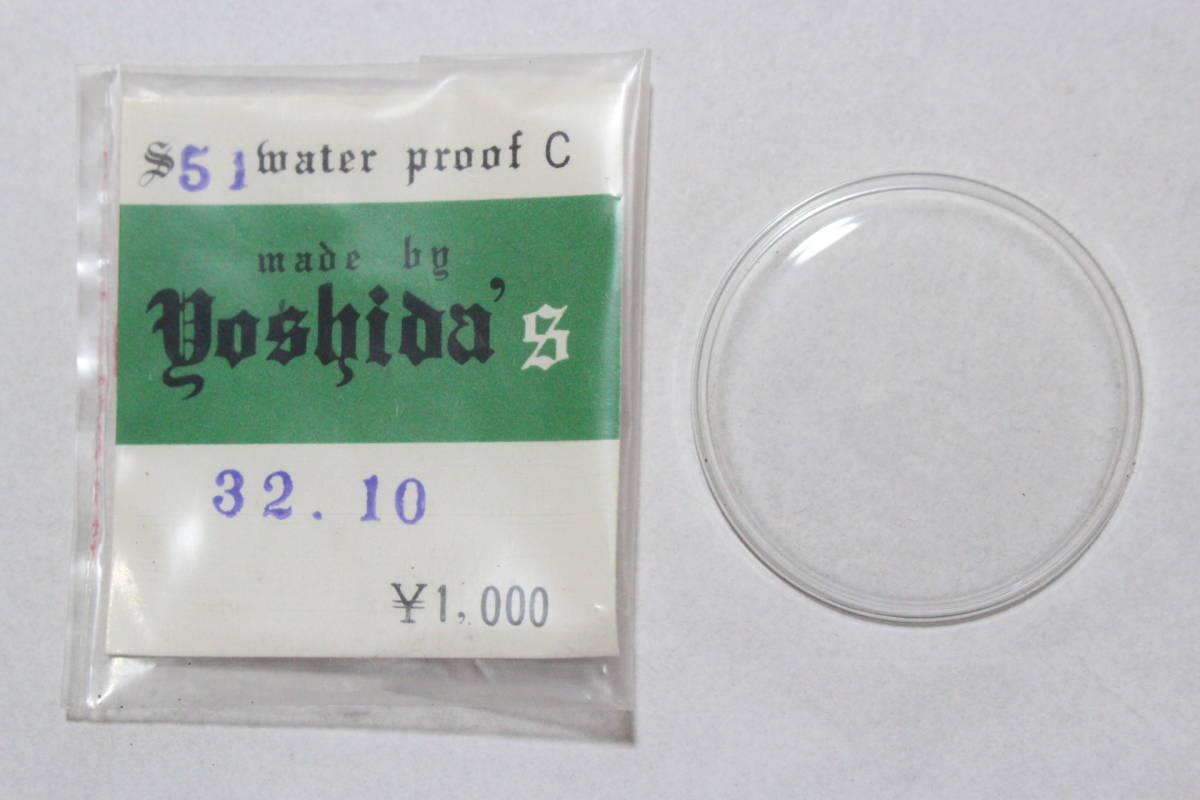 S51 water proof C
made by
Yoshida's
32.10
¥1,000